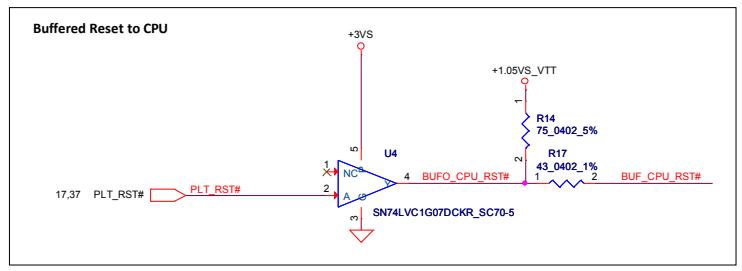 Buffered Reset to CPU
+3VS
+1.05VS_VTT
1
R14
75_0402_5%
2
5
U4
R17
43_0402_1%
1
NC
P
4
BUFO_CPU_RST#
1
2
BUF_CPU_RST#
17,37 PLT_RST#
PLT_RST#
2
A
G
Y
3
SN74LVC1G07DCKR_SC70-5